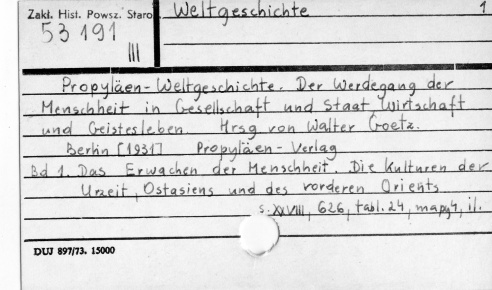 Zakł. Hist. Powsz. Staro
Weltgeschichte
1
53191
III
Propyläen-Weltgeschichte. Der Werdegang der
Menschheit in Gesellschaft und Staat, Wirtschaft
und Geistesleben. Hrsg von Walter Goetz.
Berlin [1931] Propyläen-Verlag
Bd 1. Das Erwachen der Menschheit. Die Kulturen der
Urzeit, Ostasiens und des vorderen Orients
s. XXVIII, 626, tabl. 24, mapy 4, il.
DUJ 897/73. 15000